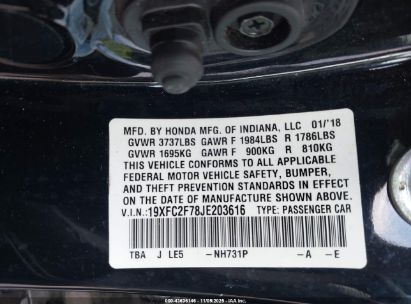 MFD. BY HONDA MFG. OF INDIANA, LLC 01/'18
GVWR 3737LBS GAWR F 1984LBS R 1786LBS
GVWR 1695KG GAWR F 900KG R 810KG
THIS VEHICLE CONFORMS TO ALL APPLICABLE
FEDERAL MOTOR VEHICLE SAFETY, BUMPER,
AND THEFT PREVENTION STANDARDS IN EFFECT ON
THE DATE OF MANUFACTURE SHOWN ABOVE.
V.I.N.: 19XFC2F78JE203616 TYPE: PASSENGER CAR
TBA J LE5 -NH731P -A -E